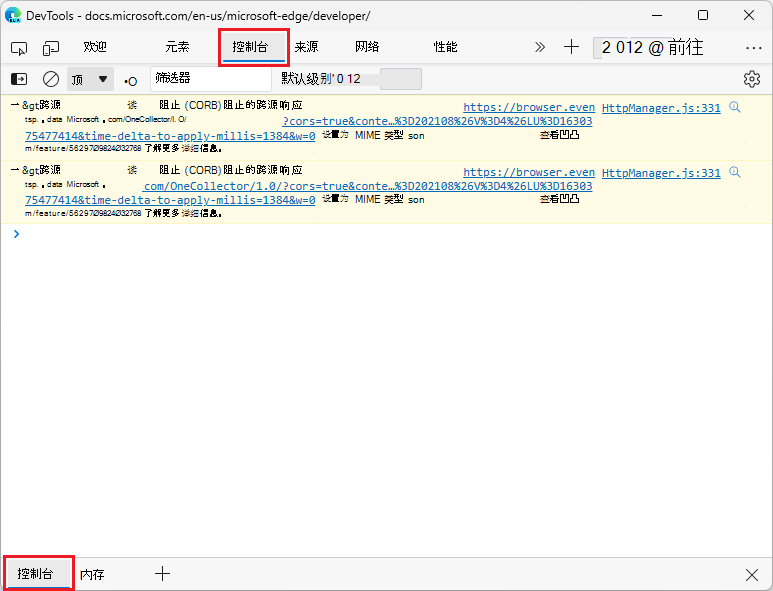 DevTools - docs.microsoft.com/en-us/microsoft-edge/developer/
欢迎 元素 控制台 来源 网络 性能 » 2 012 @ 前往 ...
顶 ▼ 筛选器 默认级别' 0 12
&gt跨源 读 阻止 (CORB) 阻止的跨源响应 https://browser.even HttpManager.js:331
tsp. 。data Microsoft 。com/OneCollector/I. O/ ?cors=true&conte…%3D202108%26V%3D4%26LU%3D16303
75477414&time-delta-to-apply-millis=1384&w=0 设置为 MIME 类型 son 查看凹凸
m/feature/5629709824032768 了解更多详细信息。
&gt跨源 读 阻止 (CORB) 阻止的跨源响应 https://browser.even HttpManager.js:331
tsp. 。data Microsoft 。 com/OneCollector/1.0/?cors=true&conte…%3D202108%26V%3D4%26LU%3D16303
75477414&time-delta-to-apply-millis=1384&w=0 设置为 MIME 类型 son 查看凹凸
m/feature/5629709824032768 了解更多详细信息。
控制台 内存